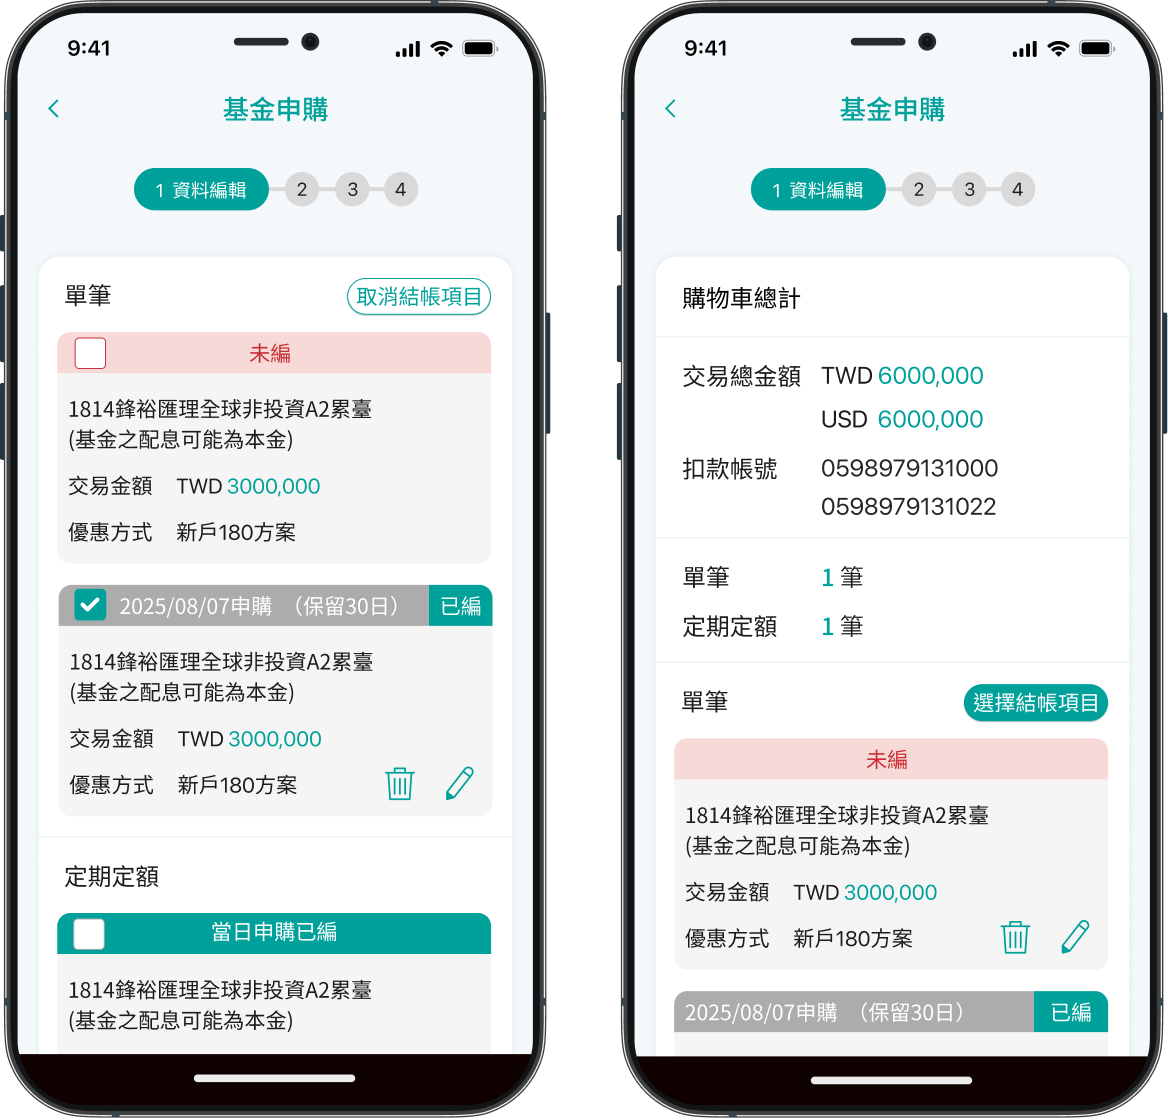 9:41
基金申購
1 資料編輯 2 3 4
單筆 取消結帳項目
未編
1814鋒裕匯理全球非投資A2累臺
(基金之配息可能為本金)
交易金額 TWD 3000,000
優惠方式 新戶180方案
2025/08/07申購 （保留30日） 已編
1814鋒裕匯理全球非投資A2累臺
(基金之配息可能為本金)
交易金額 TWD 3000,000
優惠方式 新戶180方案
定期定額
當日申購已編
1814鋒裕匯理全球非投資A2累臺
(基金之配息可能為本金)
9:41
基金申購
1 資料編輯 2 3 4
購物車總計
交易總金額 TWD 6000,000
USD 6000,000
扣款帳號 0598979131000
0598979131022
單筆 1 筆
定期定額 1 筆
單筆 選擇結帳項目
未編
1814鋒裕匯理全球非投資A2累臺
(基金之配息可能為本金)
交易金額 TWD 3000,000
優惠方式 新戶180方案
2025/08/07申購 （保留30日） 已編